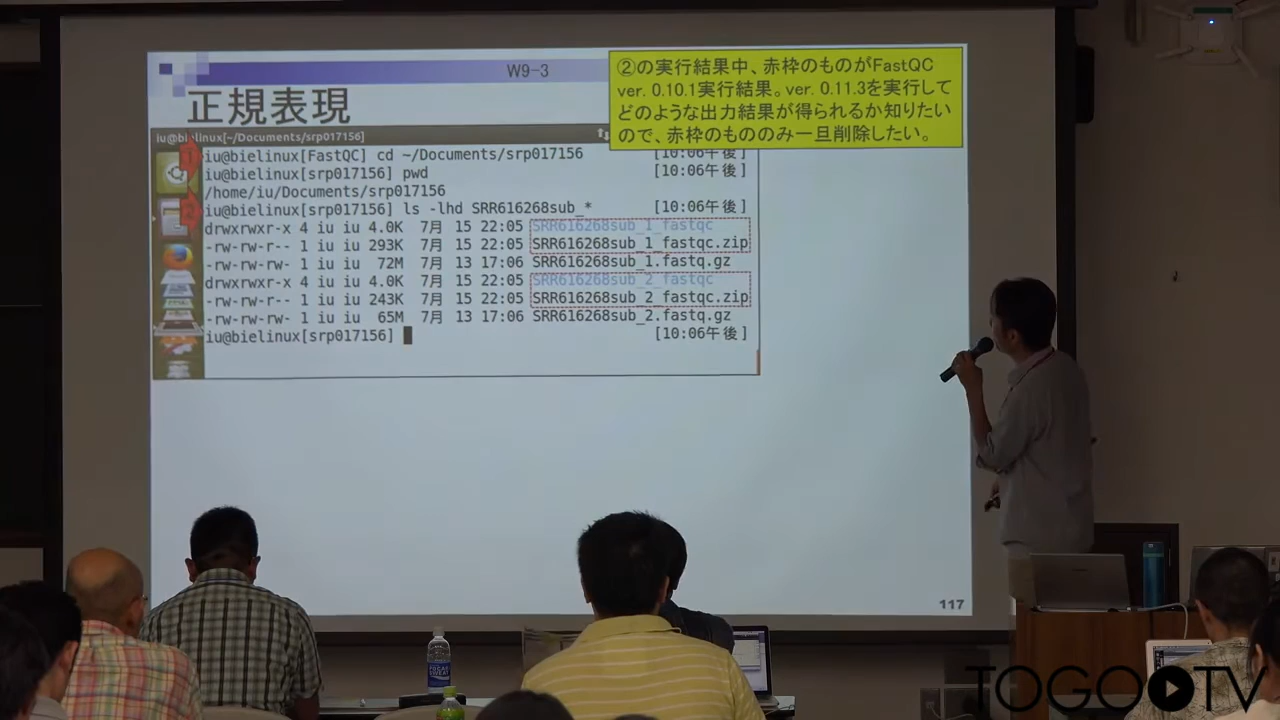 W9-3
正規表現
②の実行結果中、赤枠のものがFastQC
ver. 0.10.1実行結果。ver. 0.11.3を実行して
どのような出力結果が得られるか知りたい
ので、赤枠のもののみ一旦削除したい。
iu@bielinux[~/Documents/srp017156]
iu@bielinux[FastQC] cd ~/Documents/srp017156 [10:06午後]
iu@bielinux[srp017156] pwd [10:06午後]
/home/iu/Documents/srp017156
iu@bielinux[srp017156] ls -lhd SRR616268sub_* [10:06午後]
drwxrwxr-x 4 iu iu 4.0K 7月 15 22:05 SRR616268sub_1_fastqc
-rw-rw-r-- 1 iu iu 293K 7月 15 22:05 SRR616268sub_1_fastqc.zip
-rw-rw-rw- 1 iu iu 72M 7月 13 17:06 SRR616268sub_1.fastq.gz
drwxrwxr-x 4 iu iu 4.0K 7月 15 22:05 SRR616268sub_2_fastqc
-rw-rw-r-- 1 iu iu 243K 7月 15 22:05 SRR616268sub_2_fastqc.zip
-rw-rw-rw- 1 iu iu 65M 7月 13 17:06 SRR616268sub_2.fastq.gz
iu@bielinux[srp017156] [10:06午後]
117
POCARI SWEAT
TOGOTV